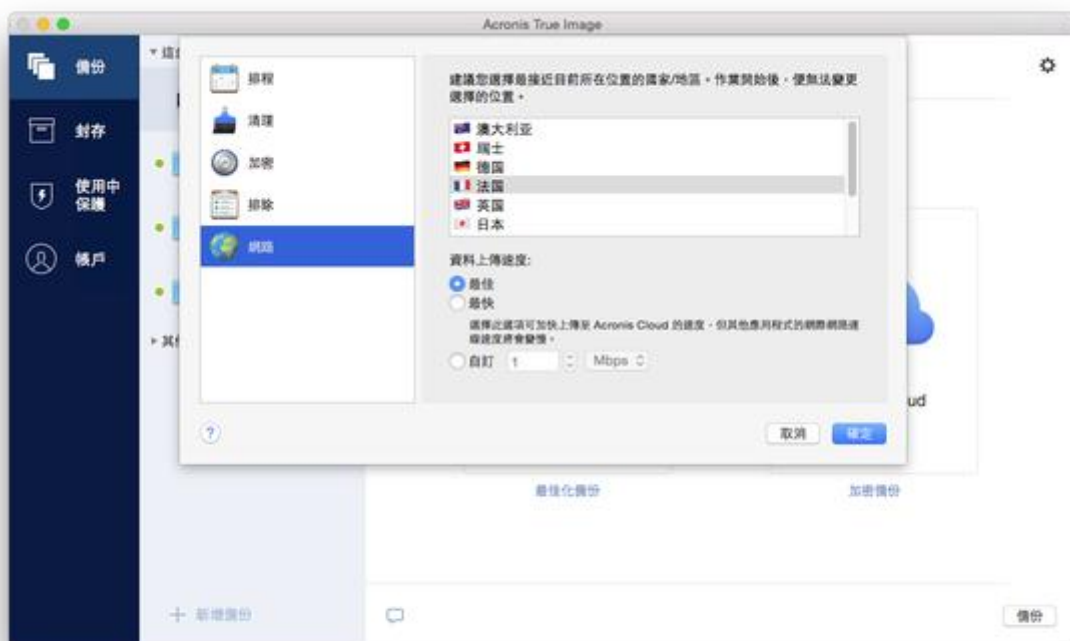 Acronis True Image
備份
封存
使用中
保護
帳戶
排程
清理
加密
排除
網路
建議您選擇最接近目前所在位置的國家/地區。作業開始後，便無法變更
選擇的位置。
澳大利亚
瑞士
德国
法国
英国
日本
資料上傳速度:
最佳
最快
選擇此選項可加快上傳至 Acronis Cloud 的速度，但其他應用程式的網際網路連
線速度將會變慢。
自訂 1 Mbps
? 取消 確定
ud
最佳化備份 加密備份
新增備份
備份